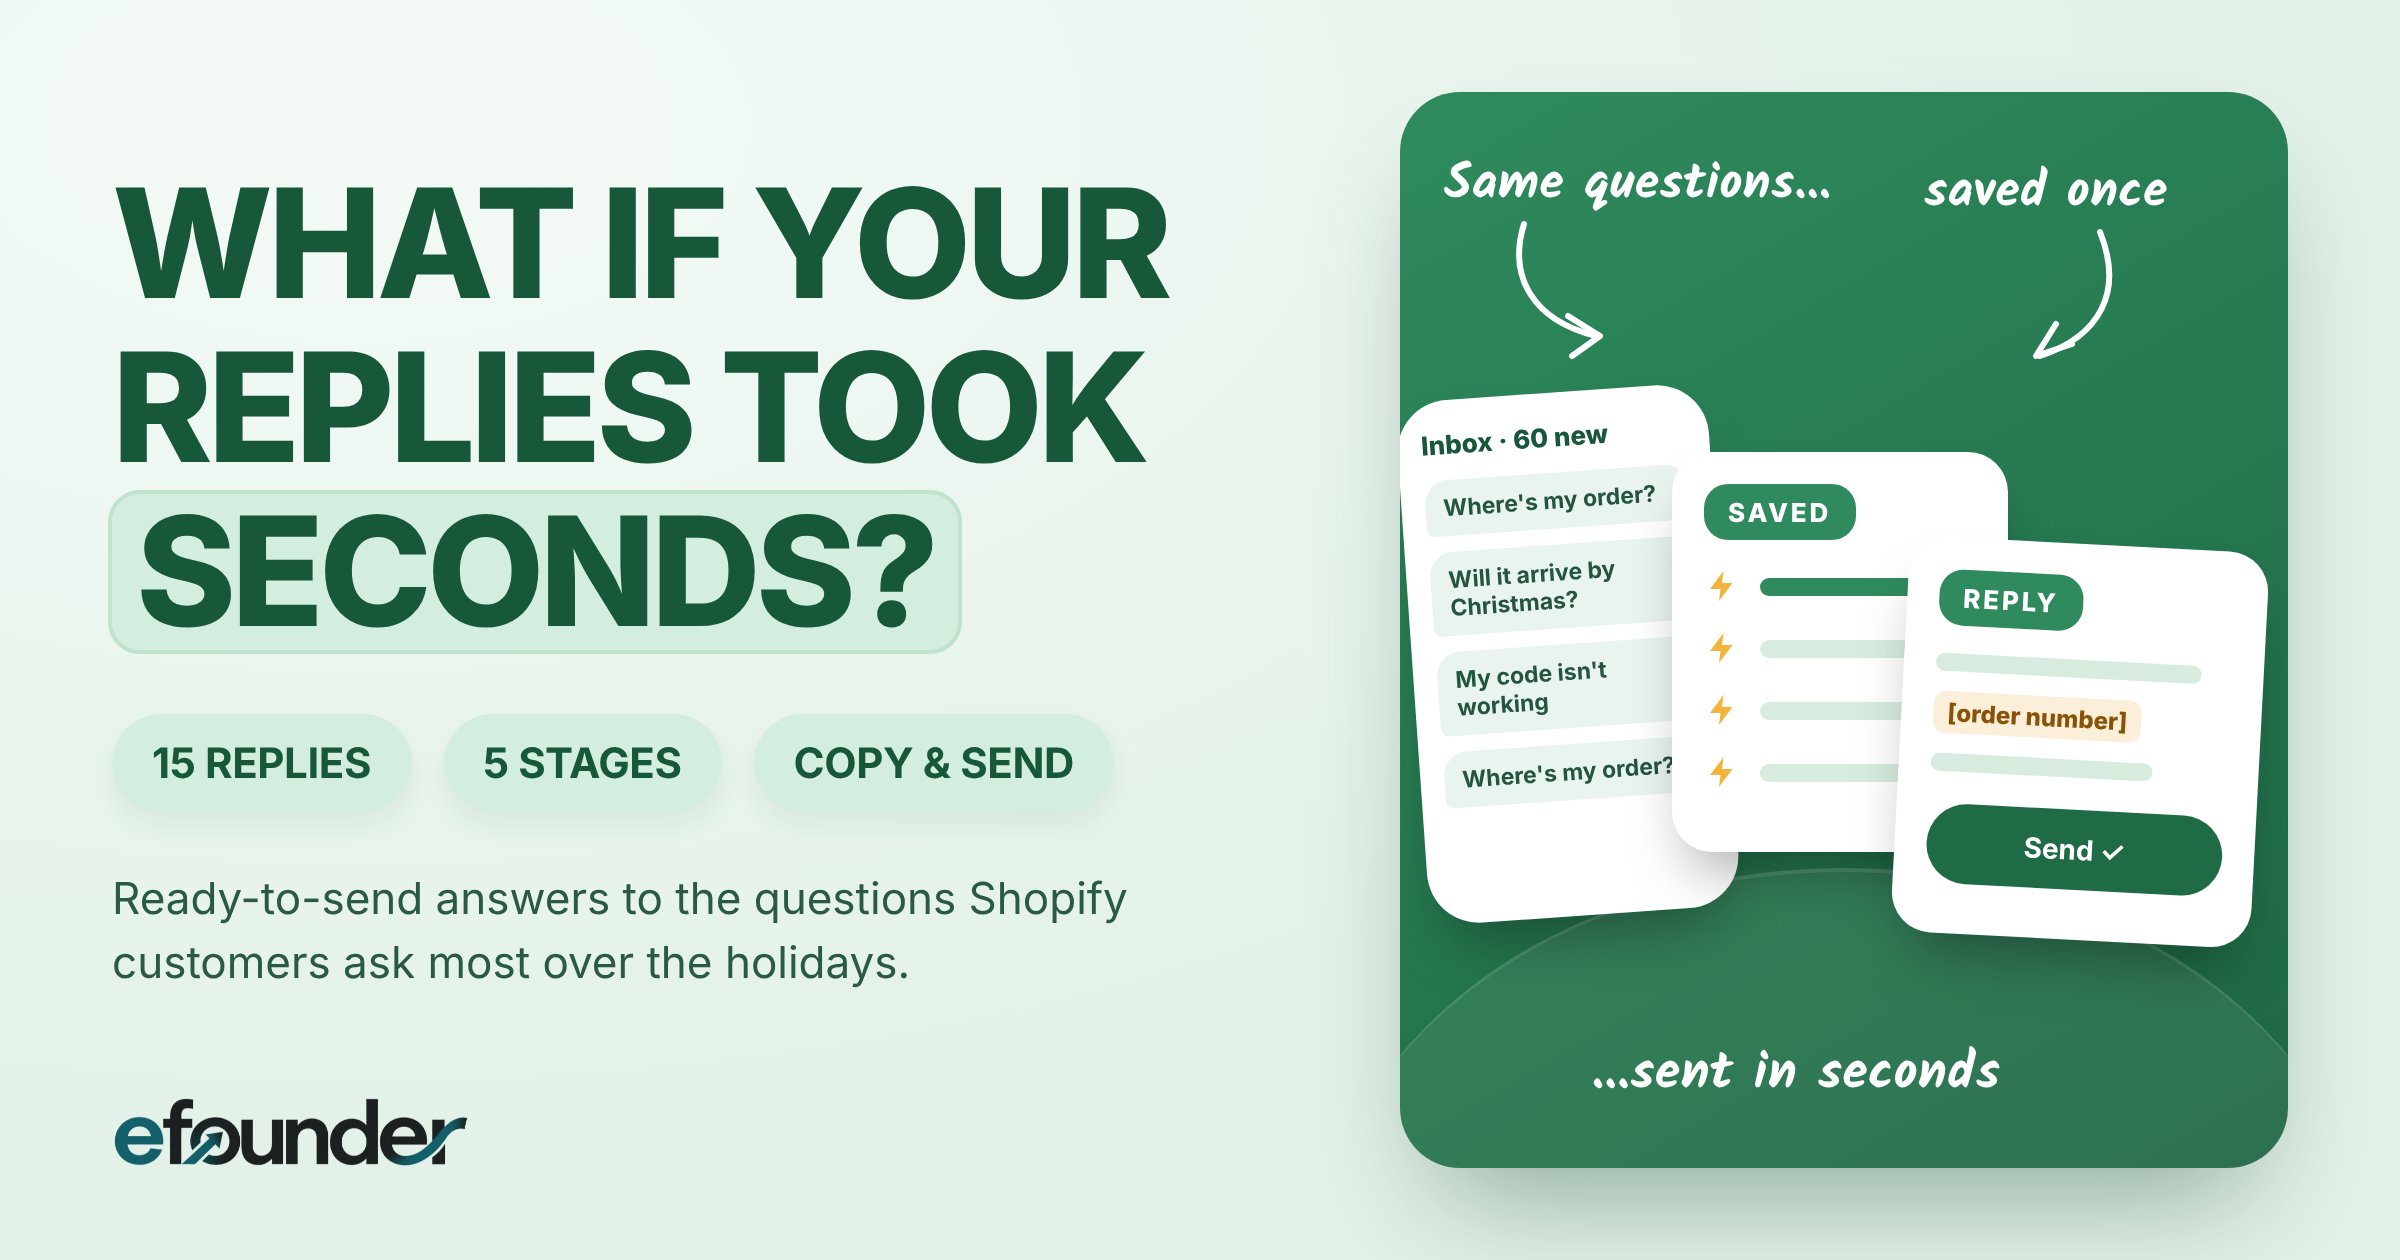 WHAT IF YOUR
REPLIES TOOK
SECONDS?
15 REPLIES
5 STAGES
COPY & SEND
Ready-to-send answers to the questions Shopify
customers ask most over the holidays.
efounder
Same questions...
saved once
Inbox · 60 new
Where's my order?
Will it arrive by
Christmas?
My code isn't
working
Where's my order?
SAVED
REPLY
[order number]
Send ✓
...sent in seconds